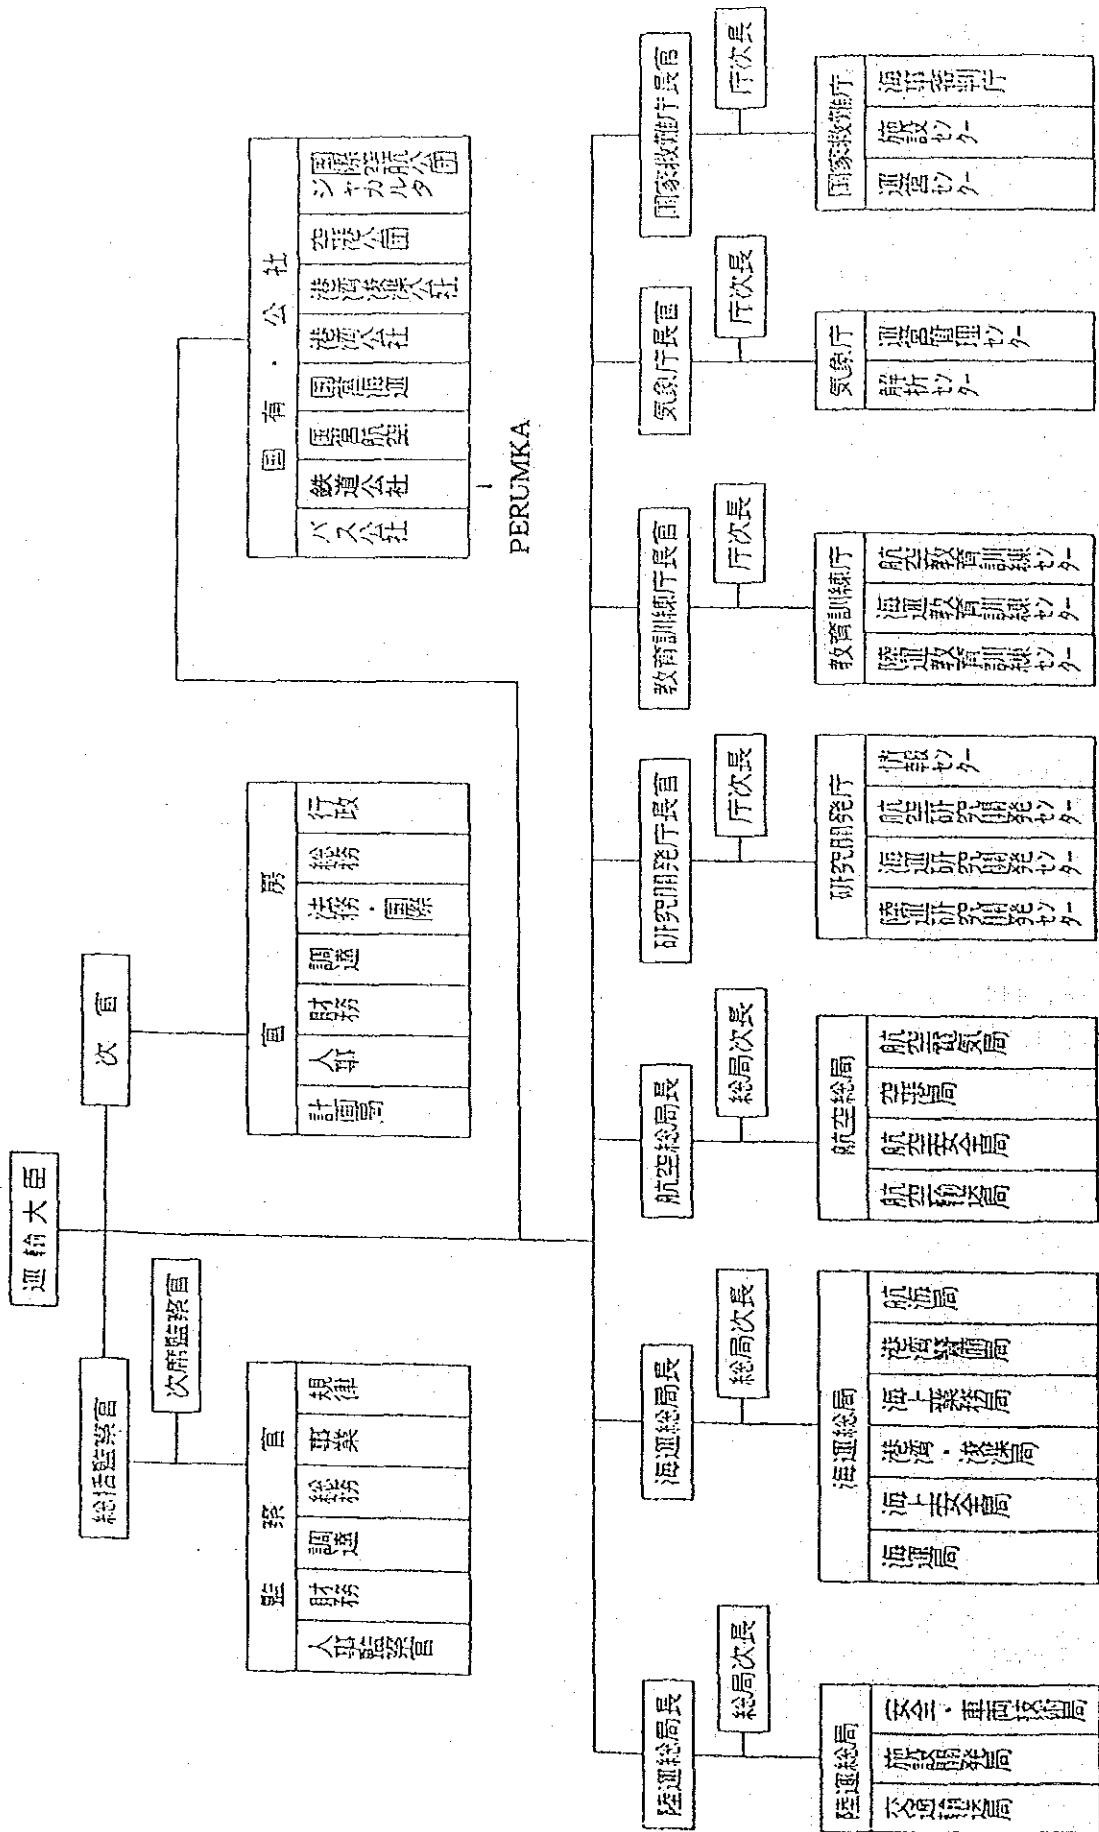 運輸大臣
総括監察官
次官
次席監察官
監察官
人事監察官
財務
調達
総務
事業
規律
官房
計画局
人事
財務
調達
法務・国際
総務
行政
国有・公社
バス公社
鉄道公社
国営航空
国営海運
港湾公社
港湾浚渫公社
空港公団
国際空航公団
ジャカルタ
PERUMKA
陸運総局長
海運総局長
航空総局長
研究開発庁長官
教育訓練庁長官
気象庁長官
国家救難庁長官
総局次長
総局次長
総局次長
庁次長
庁次長
庁次長
庁次長
陸運総局
交通輸送局
施設開発局
安全・車両技術局
海運総局
海運局
海上安全局
港湾・浚渫局
海上業務局
港湾警備局
航海局
航空総局
航空輸送局
航空安全局
空港局
航空電気局
研究開発庁
陸運研究開発センター
海運研究開発センター
航空研究開発センター
情報センター
教育訓練庁
陸運教育訓練センター
海運教育訓練センター
航空教育訓練センター
気象庁
解析センター
運営管理センター
国家救難庁
運営センター
施設センター
海事審判庁